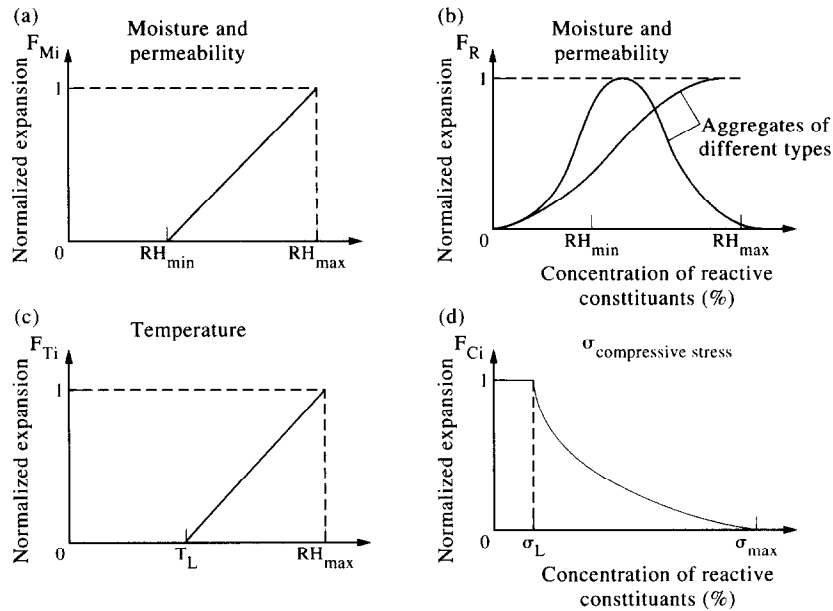 (a)
Moisture and
permeability
F_Mi
Normalized expansion
1
0
RH_min
RH_max
(b)
Moisture and
permeability
F_R
Normalized expansion
1
Aggregates of
different types
0
RH_min
RH_max
Concentration of reactive
consttituants (%)
(c)
Temperature
F_Ti
Normalized expansion
1
0
T_L
RH_max
(d)
σ_compressive stress
F_Ci
Normalized expansion
1
0
σ_L
σ_max
Concentration of reactive
consttituants (%)